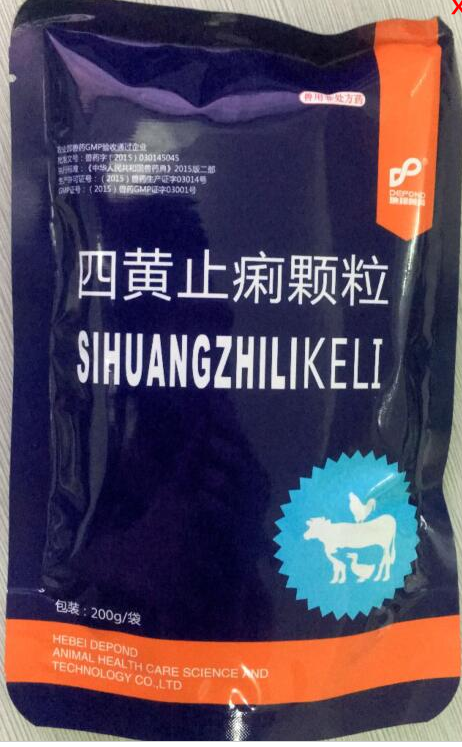 兽用非处方药
农业部兽药GMP验收通过企业
批准文号：兽药字（2015）030145045
执行标准：《中华人民共和国兽药典》2015版二部
生产许可证号：（2015）兽药生产证字03014号
GMP证号：（2015）兽药GMP证字03001号
DEPOND
四黄止痢颗粒
SIHUANGZHILIKELI
包装：200g/袋
HEBEI DEPOND
ANIMAL HEALTH CARE SCIENCE AND
TECHNOLOGY CO.,LTD